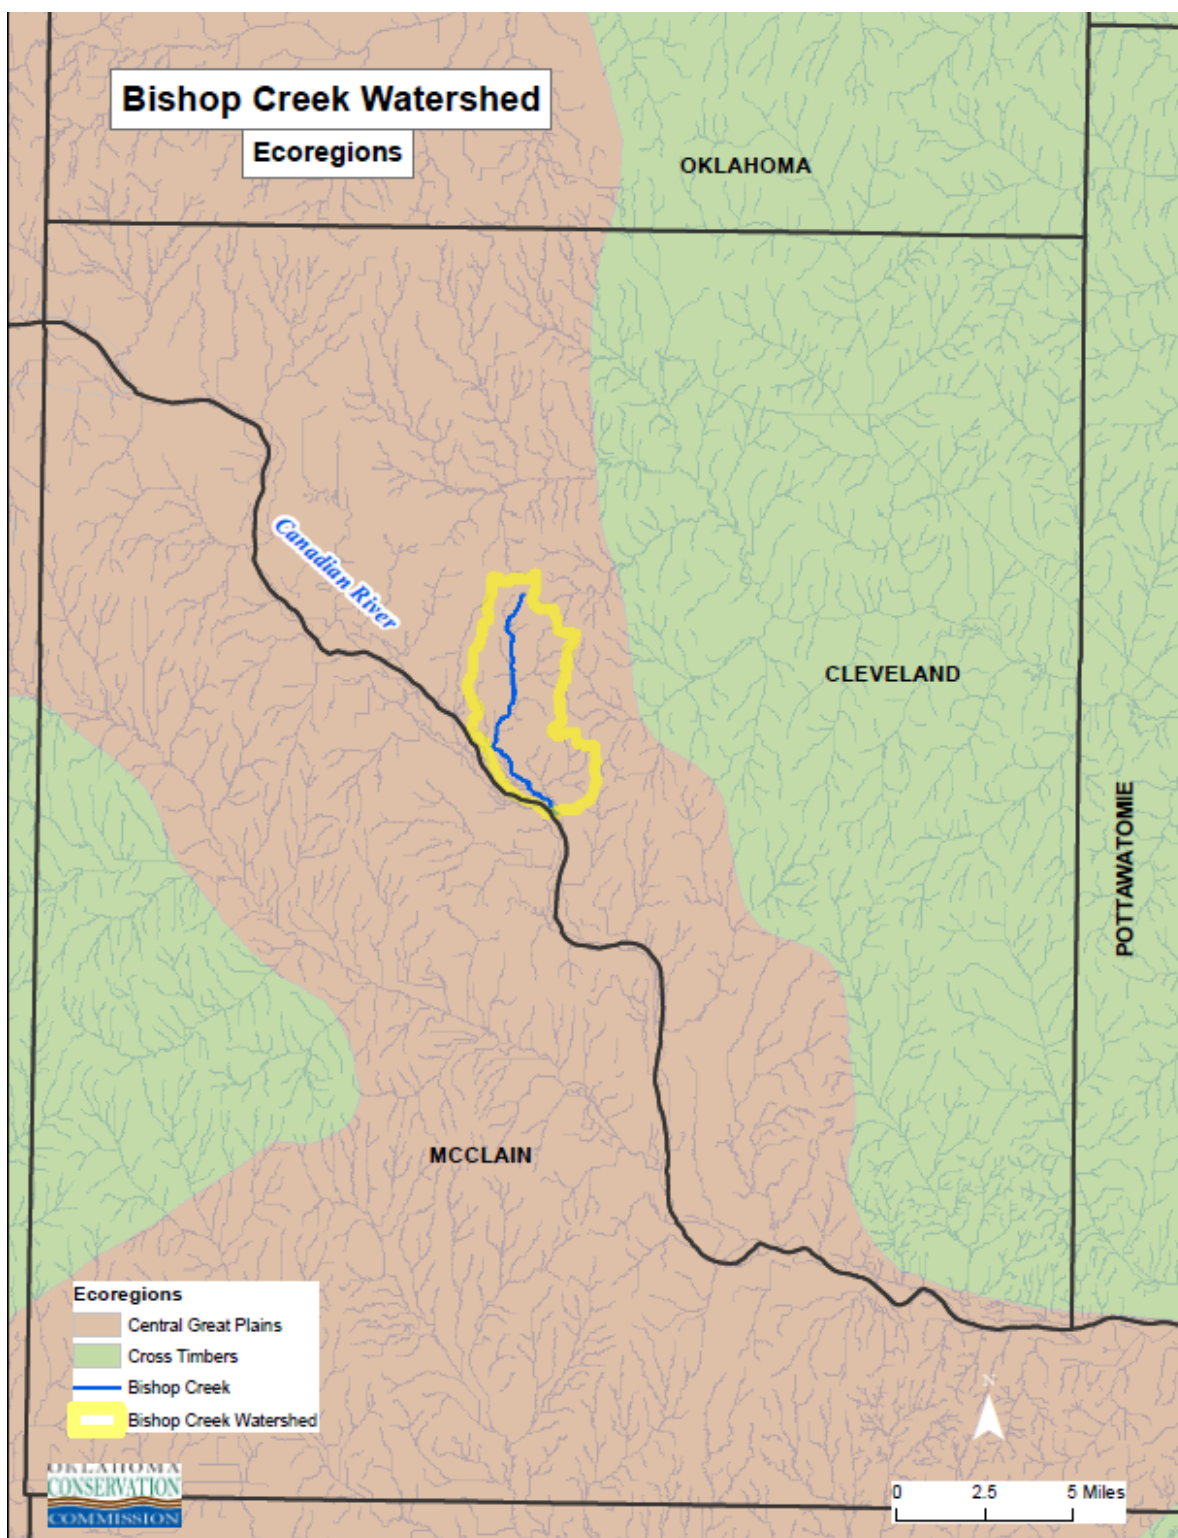 Bishop Creek Watershed
Ecoregions
OKLAHOMA
Canadian River
CLEVELAND
POTTAWATOMIE
MCCLAIN
Ecoregions
Central Great Plains
Cross Timbers
Bishop Creek
Bishop Creek Watershed
N
0 2.5 5 Miles
OKLAHOMA
CONSERVATION
COMMISSION